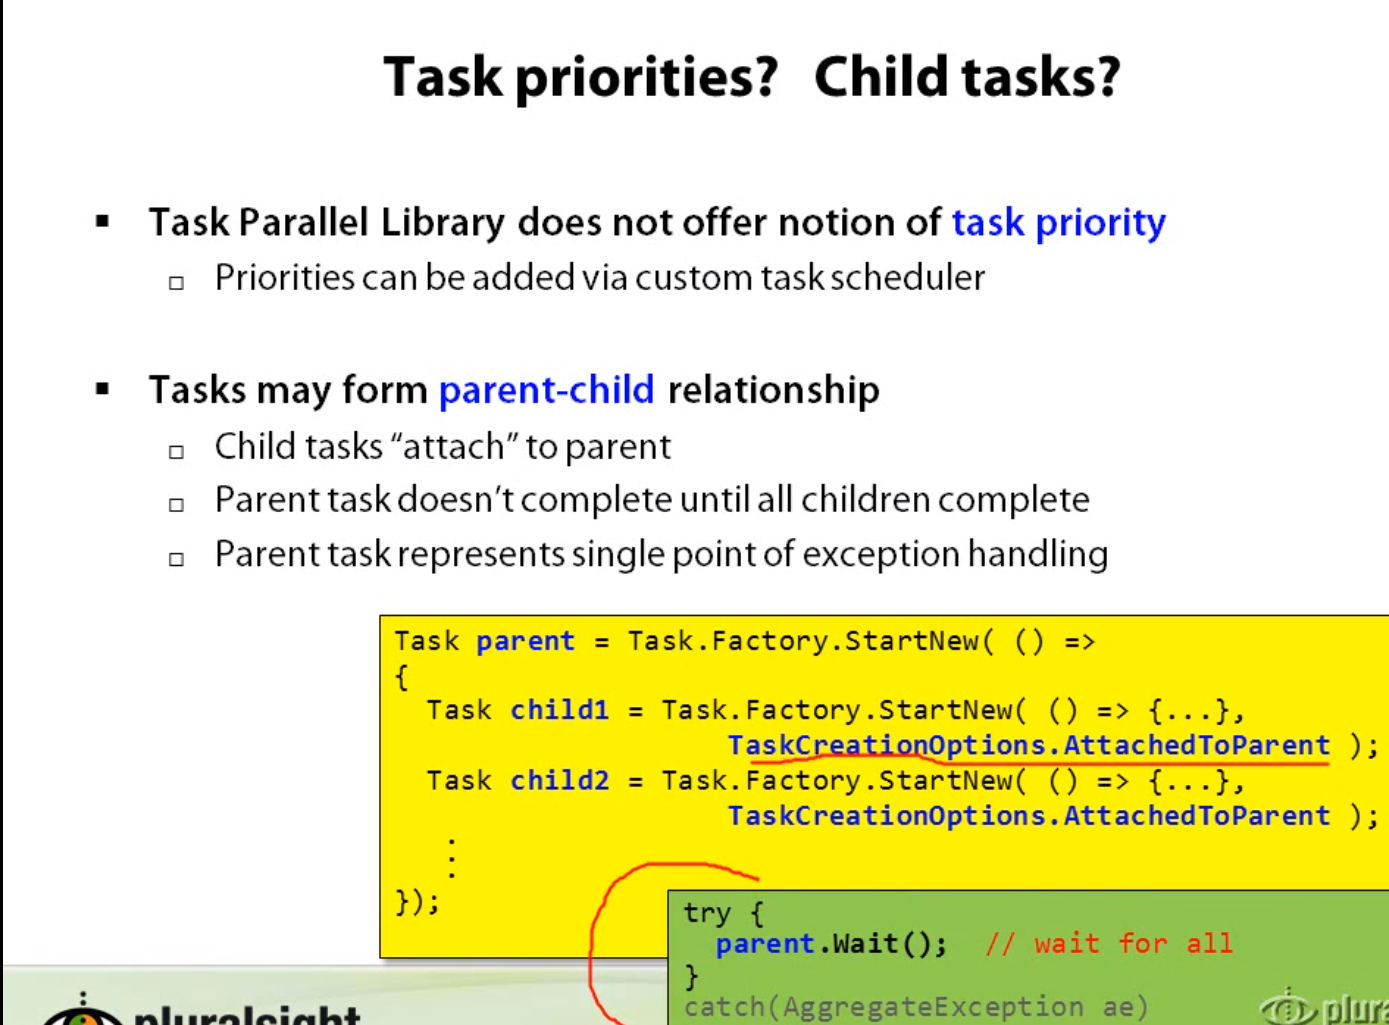 Task priorities? Child tasks?
▪ Task Parallel Library does not offer notion of task priority
▫ Priorities can be added via custom task scheduler
▪ Tasks may form parent-child relationship
▫ Child tasks “attach” to parent
▫ Parent task doesn’t complete until all children complete
▫ Parent task represents single point of exception handling
Task parent = Task.Factory.StartNew( () =>
{
Task child1 = Task.Factory.StartNew( () => {...},
TaskCreationOptions.AttachedToParent );
Task child2 = Task.Factory.StartNew( () => {...},
TaskCreationOptions.AttachedToParent );
⋮
});
try {
parent.Wait(); // wait for all
}
catch(AggregateException ae)
pluralsight
plura